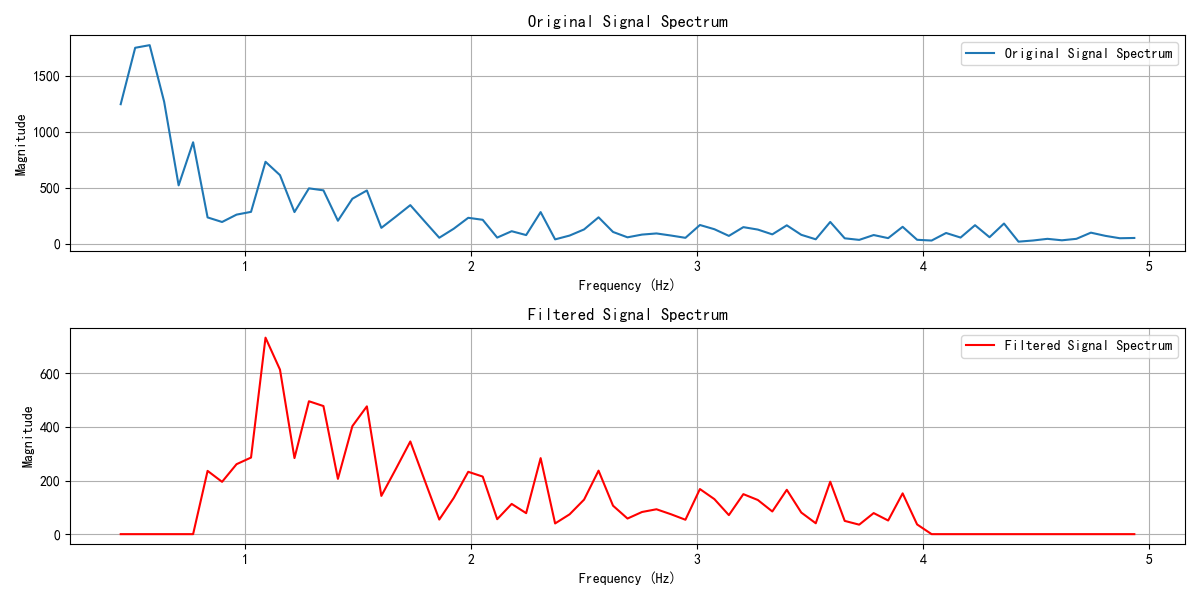 Original Signal Spectrum
Original Signal Spectrum
Magnitude
1500
1000
500
0
1 2 3 4 5
Frequency (Hz)
Filtered Signal Spectrum
Filtered Signal Spectrum
Magnitude
600
400
200
0
1 2 3 4 5
Frequency (Hz)